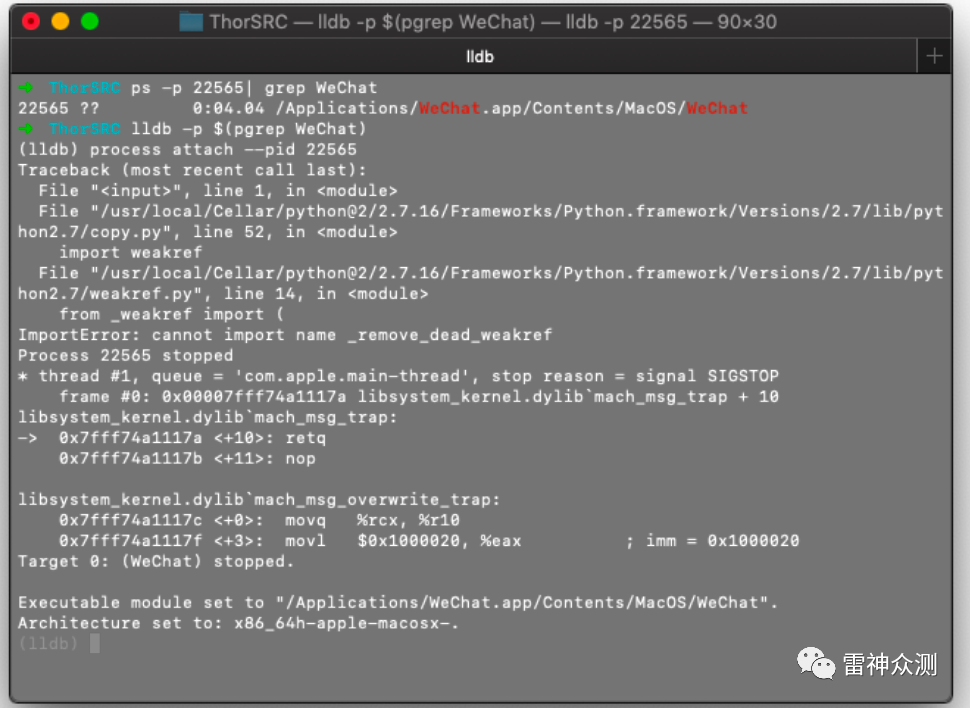 ThorSRC — lldb -p $(pgrep WeChat) — lldb -p 22565 — 90×30
lldb
➜ ThorSRC ps -p 22565| grep WeChat
22565 ?? 0:04.04 /Applications/WeChat.app/Contents/MacOS/WeChat
➜ ThorSRC lldb -p $(pgrep WeChat)
(lldb) process attach --pid 22565
Traceback (most recent call last):
  File "<input>", line 1, in <module>
  File "/usr/local/Cellar/python@2/2.7.16/Frameworks/Python.framework/Versions/2.7/lib/pyt
hon2.7/copy.py", line 52, in <module>
    import weakref
  File "/usr/local/Cellar/python@2/2.7.16/Frameworks/Python.framework/Versions/2.7/lib/pyt
hon2.7/weakref.py", line 14, in <module>
    from _weakref import (
ImportError: cannot import name _remove_dead_weakref
Process 22565 stopped
* thread #1, queue = 'com.apple.main-thread', stop reason = signal SIGSTOP
    frame #0: 0x00007fff74a1117a libsystem_kernel.dylib`mach_msg_trap + 10
libsystem_kernel.dylib`mach_msg_trap:
->  0x7fff74a1117a <+10>: retq
    0x7fff74a1117b <+11>: nop
libsystem_kernel.dylib`mach_msg_overwrite_trap:
    0x7fff74a1117c <+0>:  movq   %rcx, %r10
    0x7fff74a1117f <+3>:  movl   $0x1000020, %eax          ; imm = 0x1000020
Target 0: (WeChat) stopped.
Executable module set to "/Applications/WeChat.app/Contents/MacOS/WeChat".
Architecture set to: x86_64h-apple-macosx-.
(lldb)
雷神众测